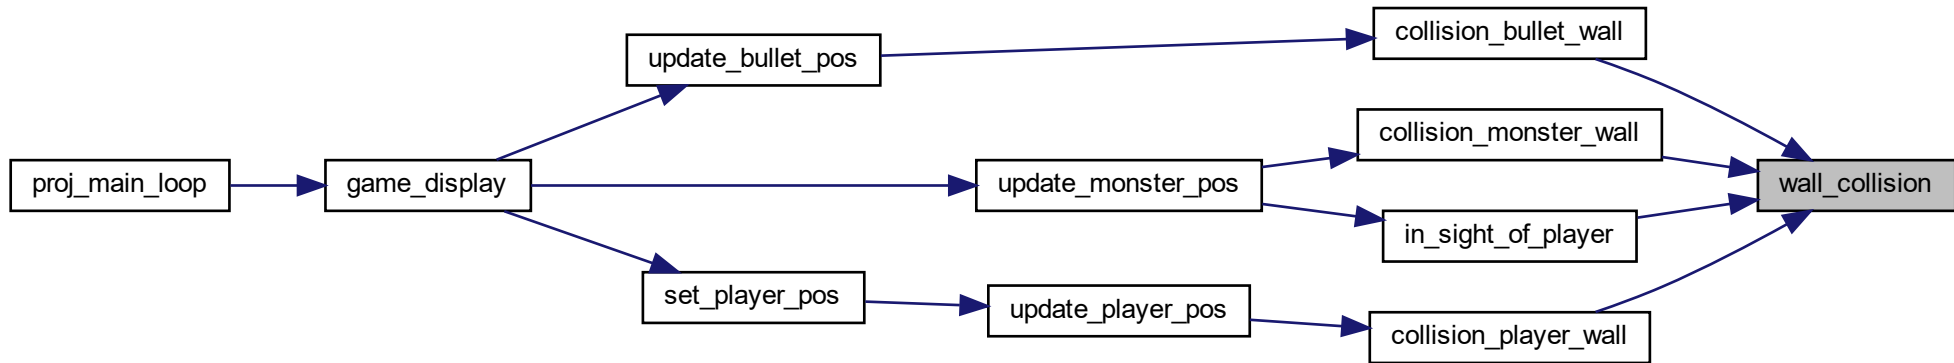 proj_main_loop
game_display
update_bullet_pos
update_monster_pos
set_player_pos
update_player_pos
collision_bullet_wall
collision_monster_wall
in_sight_of_player
collision_player_wall
wall_collision